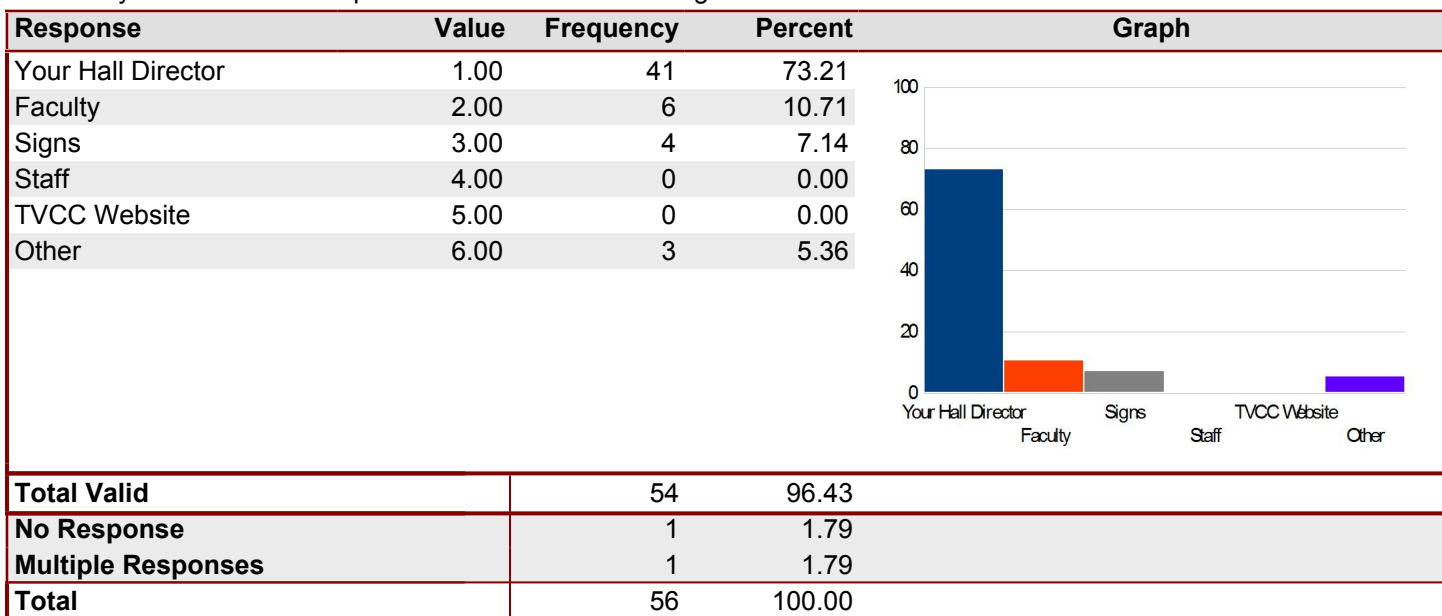 Response Value Frequency Percent Graph
Your Hall Director 1.00 41 73.21
Faculty 2.00 6 10.71
Signs 3.00 4 7.14
Staff 4.00 0 0.00
TVCC Website 5.00 0 0.00
Other 6.00 3 5.36
100
80
60
40
20
0
Your Hall Director Signs TVCC Website
Faculty Staff Other
Total Valid 54 96.43
No Response 1 1.79
Multiple Responses 1 1.79
Total 56 100.00